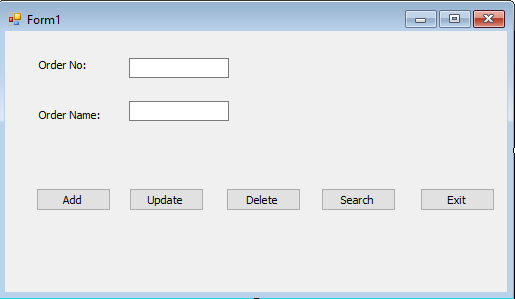 Form1
Order No:
Order Name:
Add Update Delete Search Exit